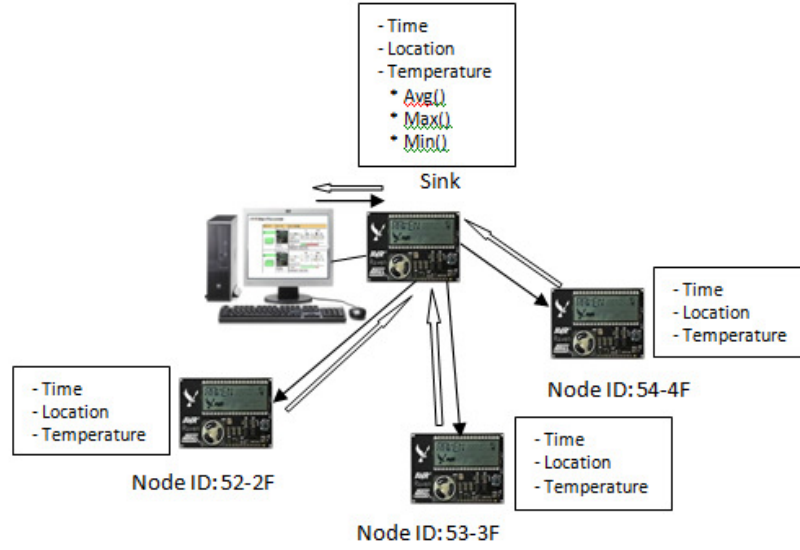 - Time
- Location
- Temperature
* Avg()
* Max()
* Min()
Sink
- Time
- Location
- Temperature
Node ID: 54-4F
- Time
- Location
- Temperature
Node ID: 52-2F
- Time
- Location
- Temperature
Node ID: 53-3F